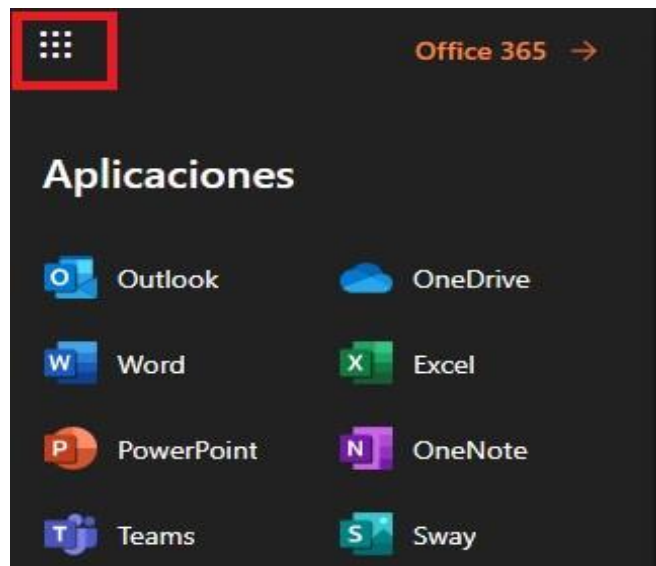 Office 365 →
Aplicaciones
Outlook OneDrive
Word Excel
PowerPoint OneNote
Teams Sway